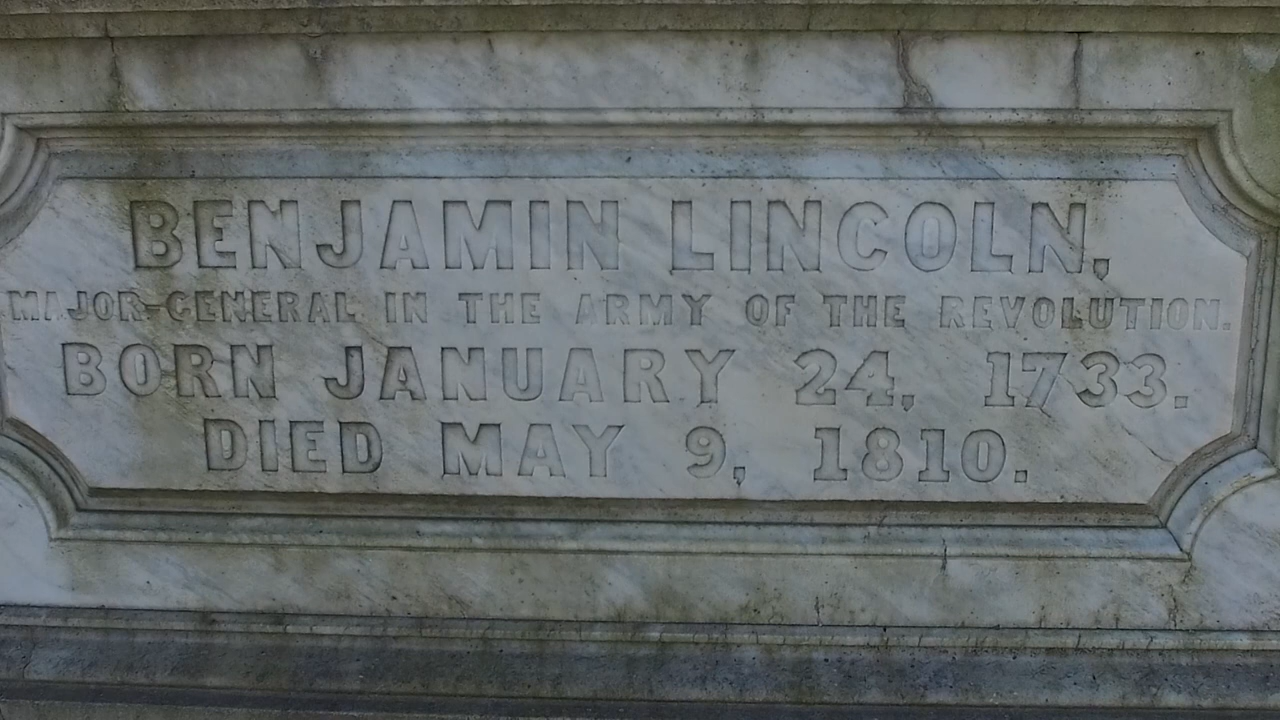 BENJAMIN LINCOLN,
MAJOR-GENERAL IN THE ARMY OF THE REVOLUTION.
BORN JANUARY 24, 1733.
DIED MAY 9, 1810.